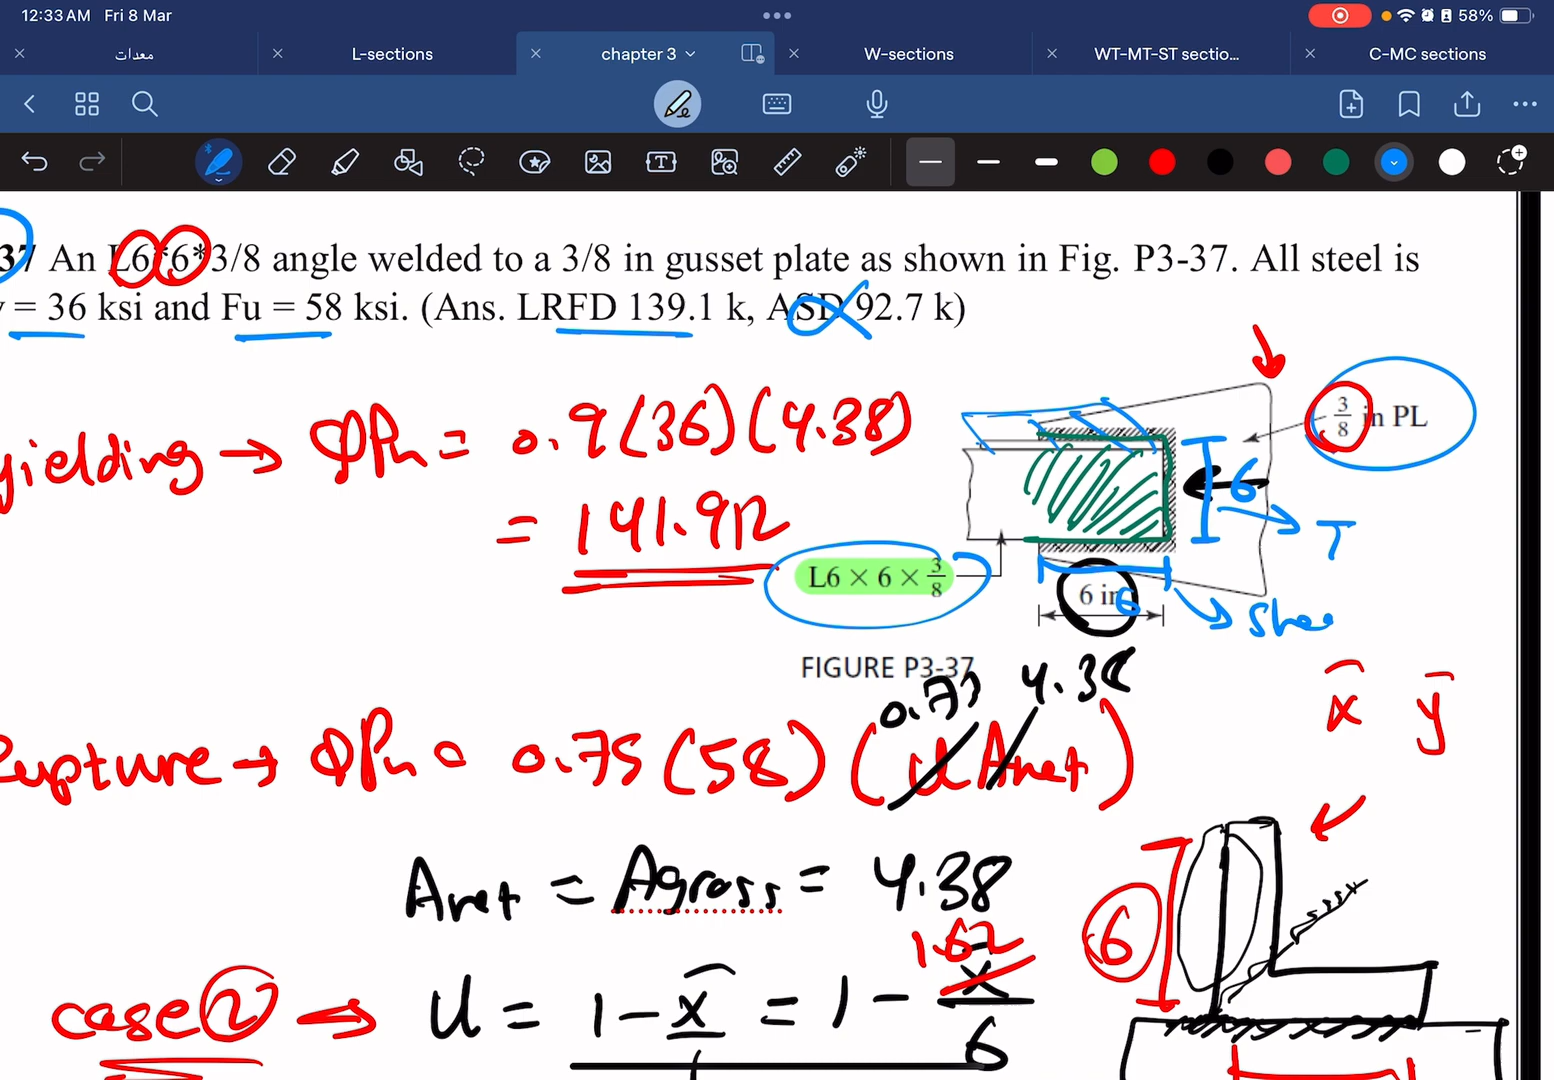 12:33 AM Fri 8 Mar
58%
معدات
L-sections
chapter 3
W-sections
WT-MT-ST sectio...
C-MC sections
37 An L6*6*3/8 angle welded to a 3/8 in gusset plate as shown in Fig. P3-37. All steel is
= 36 ksi and Fu = 58 ksi. (Ans. LRFD 139.1 k, ASD 92.7 k)
yielding → ΦPn = 0.9(36)(4.38)
= 141.912
3/8 in PL
6
T
L6 × 6 × 3/8
6 in
6
FIGURE P3-37
x̄ ȳ
0.73 4.38
Rupture → ΦPn = 0.75(58)(U Anet)
Anet = Agross = 4.38
1.62
6
case 2 → U = 1 - x̄ = 1 - x/6